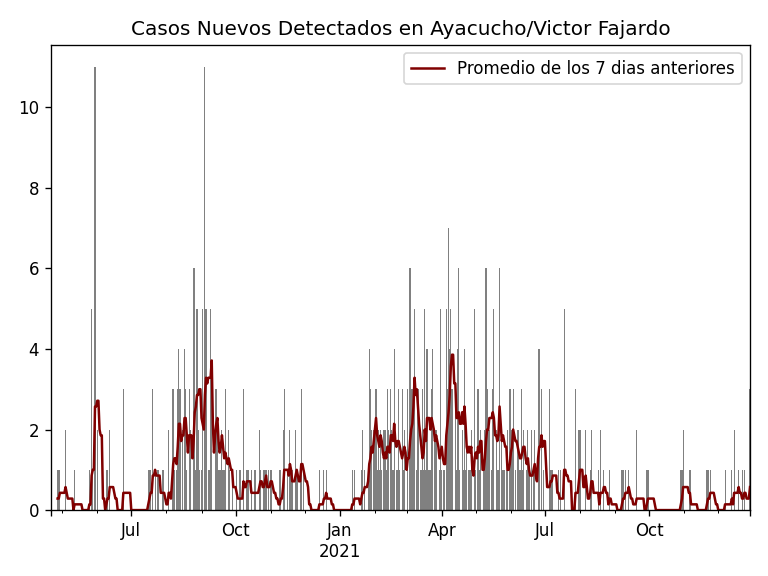 Casos Nuevos Detectados en Ayacucho/Victor Fajardo
Promedio de los 7 dias anteriores
10
8
6
4
2
0
Jul Oct Jan Apr Jul Oct
2021